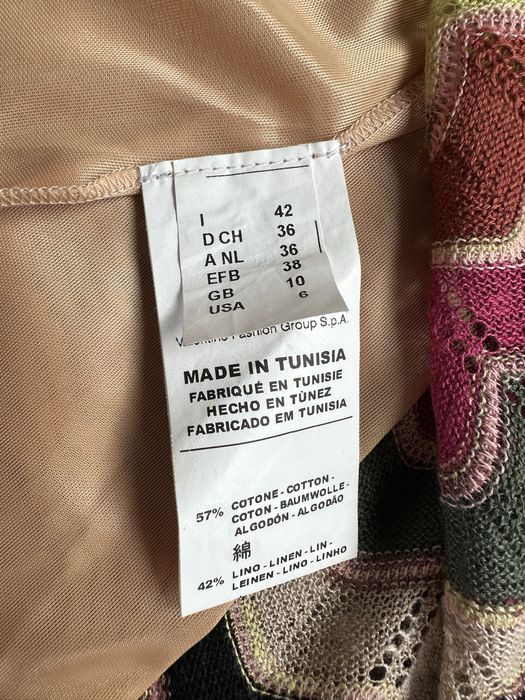 I 42
D CH 36
A NL 36
EFB 38
GB 10
USA 6
Fashion Group S.p.A.
MADE IN TUNISIA
FABRIQUÉ EN TUNISIE
HECHO EN TÙNEZ
FABRICADO EM TUNISIA
57% COTONE - COTTON -
COTON - BAUMWOLLE -
ALGODÓN - ALGODÃO
綿
42% LINO - LINEN - LIN -
LEINEN - LINO - LINHO